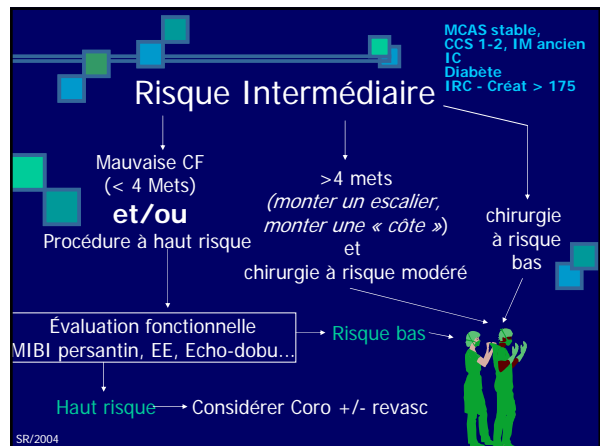 MCAS stable,
CCS 1-2, IM ancien
IC
Diabète
IRC - Créat > 175
Risque Intermédiaire
Mauvaise CF
(< 4 Mets)
et/ou
Procédure à haut risque
>4 mets
(monter un escalier,
monter une « côte »)
et
chirurgie à risque modéré
chirurgie
à risque
bas
Évaluation fonctionnelle
MIBI persantin, EE, Echo-dobu...
Risque bas
Haut risque
Considérer Coro +/- revasc
SR/2004